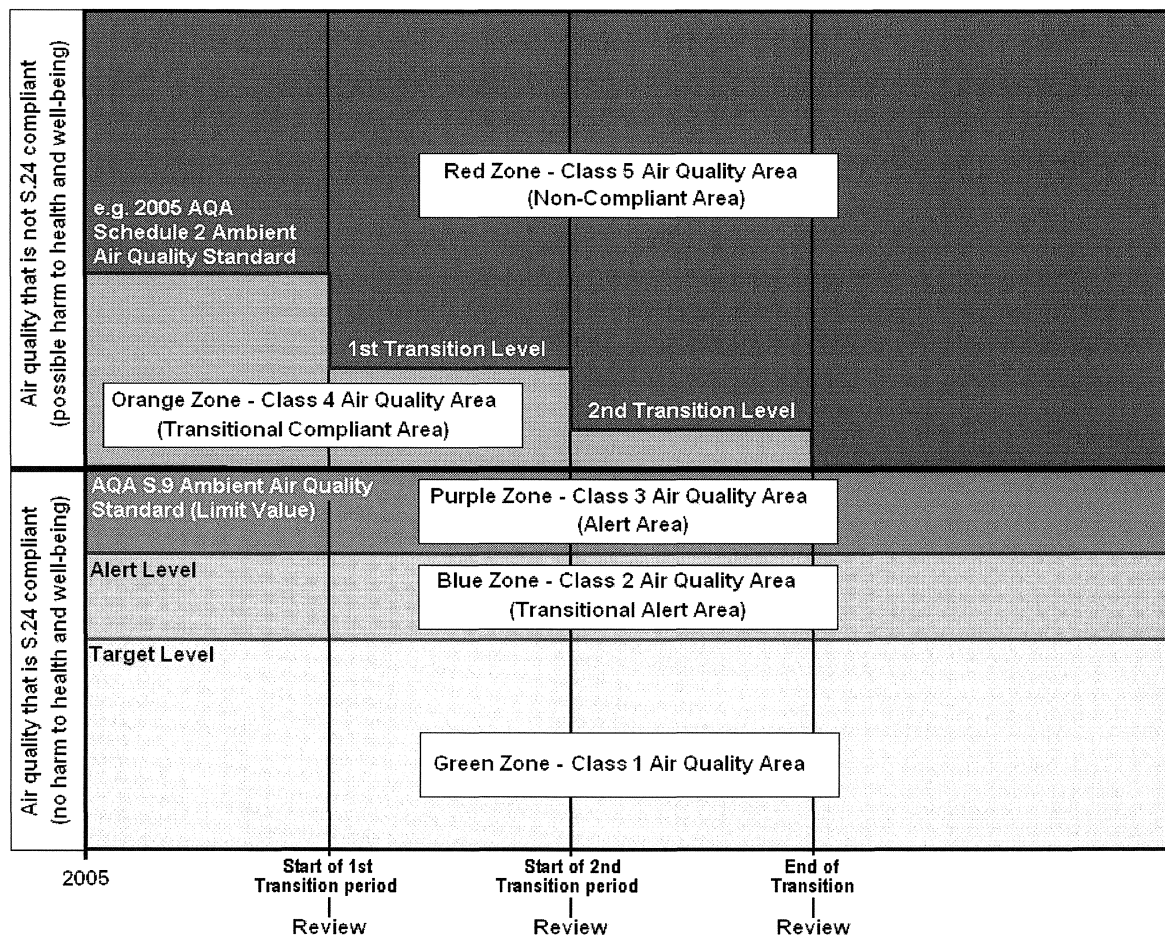 Air quality that is not S.24 compliant
(possible harm to health and well-being)
Air quality that is S.24 compliant
(no harm to health and well-being)
Red Zone - Class 5 Air Quality Area
(Non-Compliant Area)
e.g. 2005 AQA
Schedule 2 Ambient
Air Quality Standard
1st Transition Level
Orange Zone - Class 4 Air Quality Area
(Transitional Compliant Area)
2nd Transition Level
AQA S.9 Ambient Air Quality
Standard (Limit Value)
Purple Zone - Class 3 Air Quality Area
(Alert Area)
Alert Level
Blue Zone - Class 2 Air Quality Area
(Transitional Alert Area)
Target Level
Green Zone - Class 1 Air Quality Area
2005
Start of 1st
Transition period
Review
Start of 2nd
Transition period
Review
End of
Transition
Review